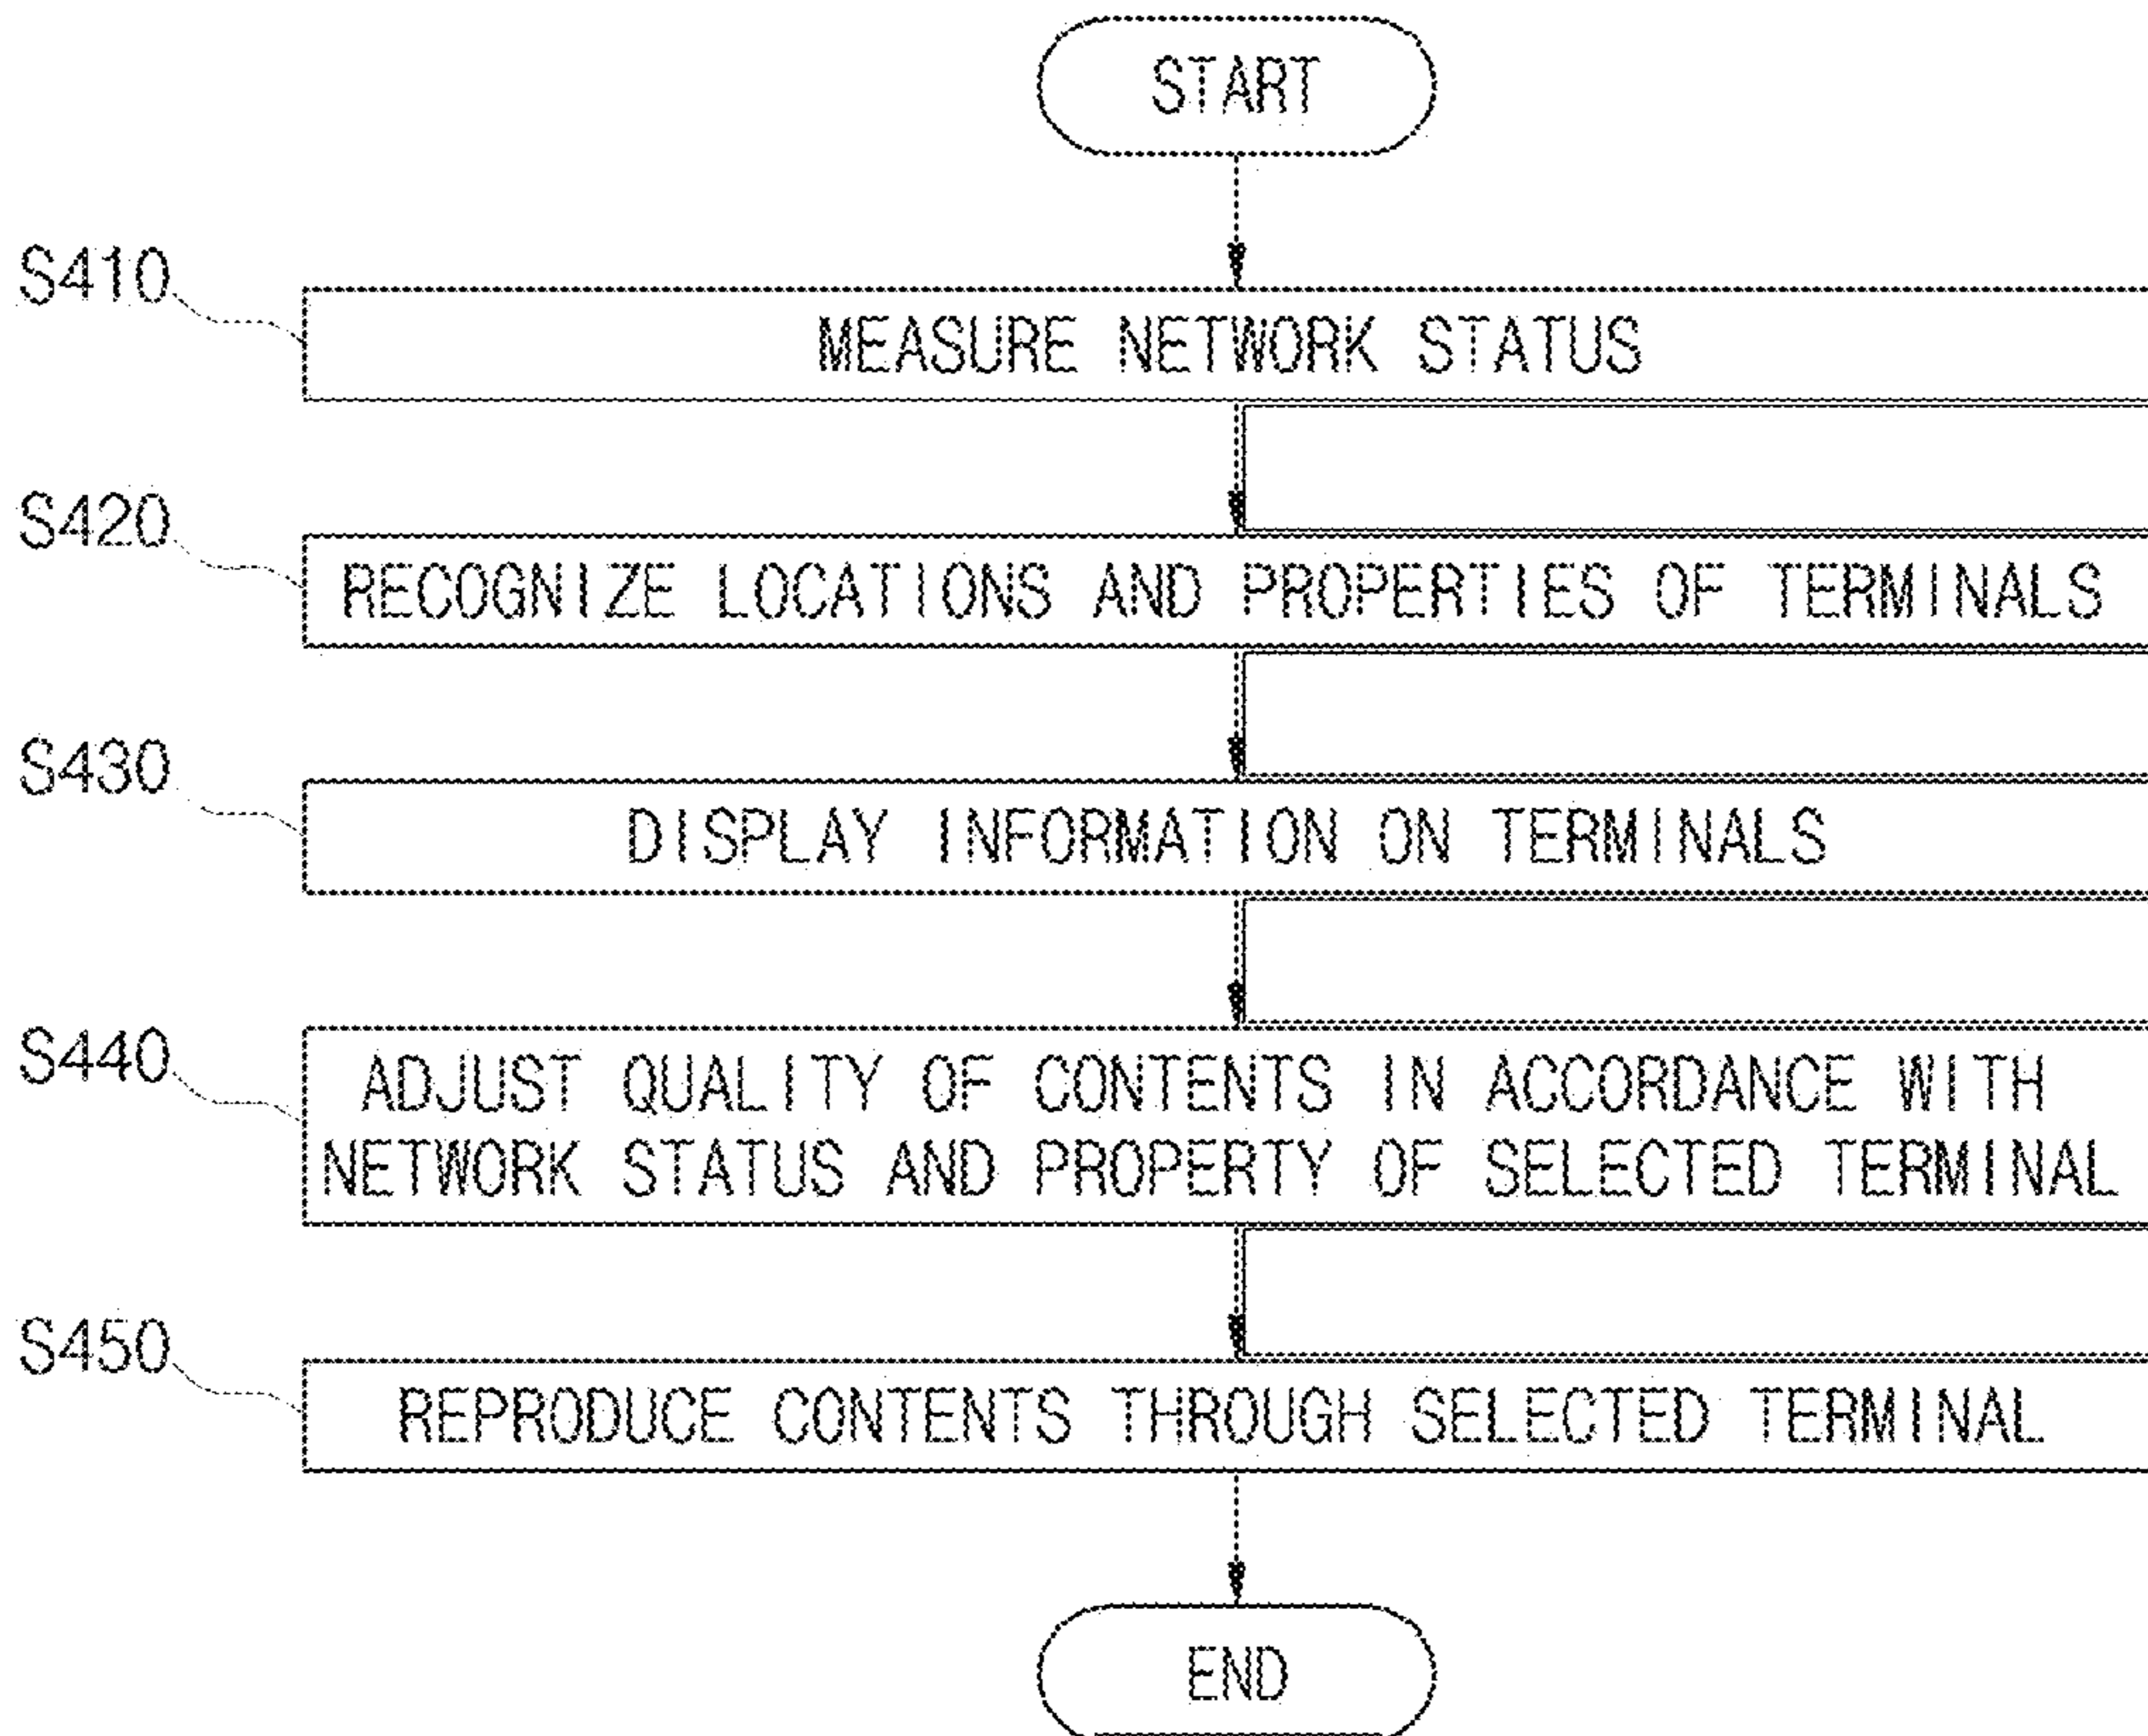 START
S410
MEASURE NETWORK STATUS
S420
RECOGNIZE LOCATIONS AND PROPERTIES OF TERMINALS
S430
DISPLAY INFORMATION ON TERMINALS
S440
ADJUST QUALITY OF CONTENTS IN ACCORDANCE WITH
NETWORK STATUS AND PROPERTY OF SELECTED TERMINAL
S450
REPRODUCE CONTENTS THROUGH SELECTED TERMINAL
END